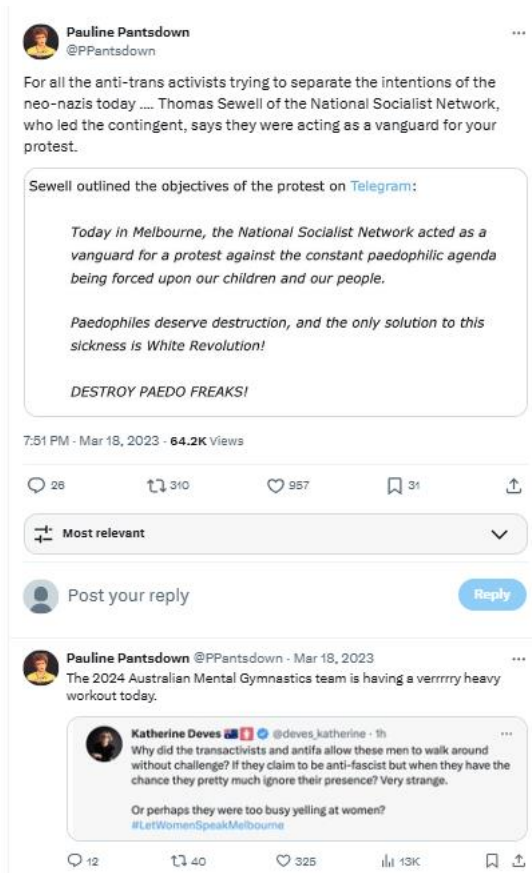 Pauline Pantsdown
@PPantsdown
For all the anti-trans activists trying to separate the intentions of the
neo-nazis today .... Thomas Sewell of the National Socialist Network,
who led the contingent, says they were acting as a vanguard for your
protest.
Sewell outlined the objectives of the protest on Telegram:
Today in Melbourne, the National Socialist Network acted as a
vanguard for a protest against the constant paedophilic agenda
being forced upon our children and our people.
Paedophiles deserve destruction, and the only solution to this
sickness is White Revolution!
DESTROY PAEDO FREAKS!
7:51 PM · Mar 18, 2023 · 64.2K Views
26 310 957 31
Most relevant
Post your reply
Reply
Pauline Pantsdown @PPantsdown · Mar 18, 2023
The 2024 Australian Mental Gymnastics team is having a verrrrry heavy
workout today.
Katherine Deves @deves_katherine · 1h
Why did the transactivists and antifa allow these men to walk around
without challenge? If they claim to be anti-fascist but when they have the
chance they pretty much ignore their presence? Very strange.
Or perhaps they were too busy yelling at women?
#LetWomenSpeakMelbourne
12 40 325 13K